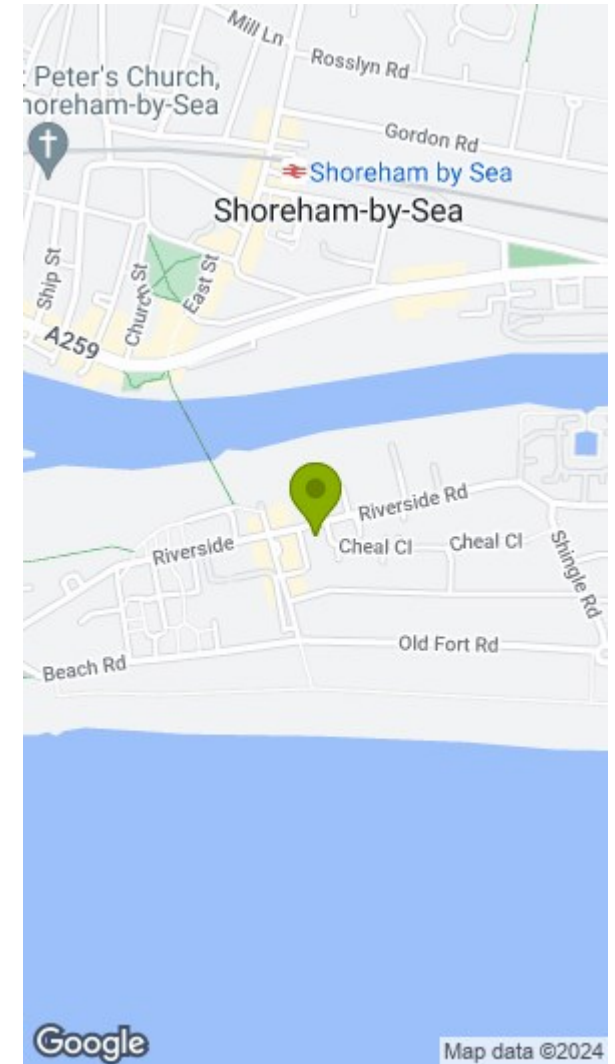 Mill Ln
Rosslyn Rd
Peter's Church,
horeham-by-Sea
Gordon Rd
Shoreham by Sea
Shoreham-by-Sea
Ship St
Church St
East St
A259
Riverside Rd
Riverside
Cheal Cl
Cheal Cl
Shingle Rd
Old Fort Rd
Beach Rd
Google
Map data ©2024